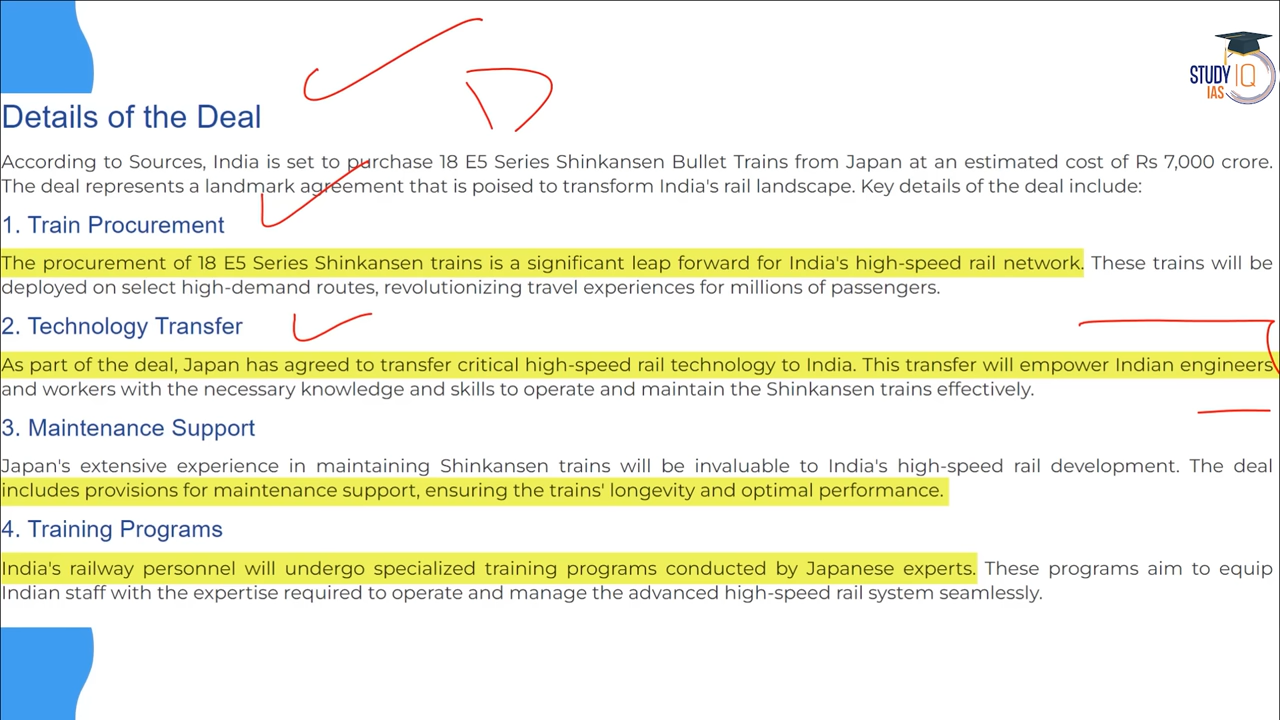 STUDY IQ
IAS
Details of the Deal
According to Sources, India is set to purchase 18 E5 Series Shinkansen Bullet Trains from Japan at an estimated cost of Rs 7,000 crore.
The deal represents a landmark agreement that is poised to transform India's rail landscape. Key details of the deal include:
1. Train Procurement
The procurement of 18 E5 Series Shinkansen trains is a significant leap forward for India's high-speed rail network. These trains will be
deployed on select high-demand routes, revolutionizing travel experiences for millions of passengers.
2. Technology Transfer
As part of the deal, Japan has agreed to transfer critical high-speed rail technology to India. This transfer will empower Indian engineers
and workers with the necessary knowledge and skills to operate and maintain the Shinkansen trains effectively.
3. Maintenance Support
Japan's extensive experience in maintaining Shinkansen trains will be invaluable to India's high-speed rail development. The deal
includes provisions for maintenance support, ensuring the trains' longevity and optimal performance.
4. Training Programs
India's railway personnel will undergo specialized training programs conducted by Japanese experts. These programs aim to equip
Indian staff with the expertise required to operate and manage the advanced high-speed rail system seamlessly.